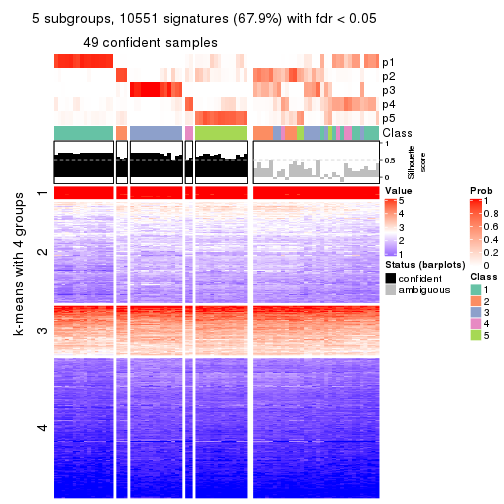 5 subgroups, 10551 signatures (67.9%) with fdr < 0.05
49 confident samples
p1
p2
p3
p4
p5
Class
1
0.5
0
Silhouette
score
k-means with 4 groups
1
2
3
4
Value
5
4
3
2
1
Status (barplots)
confident
ambiguous
Prob
1
0.8
0.6
0.4
0.2
0
Class
1
2
3
4
5